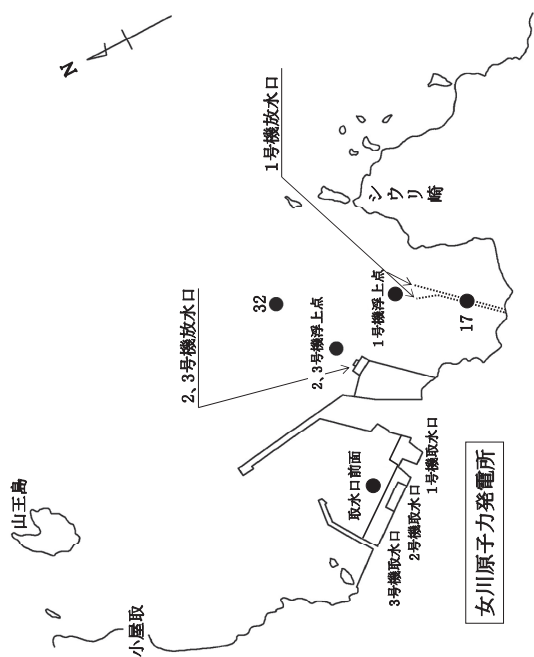 N
1号機放水口
シウリ崎
2、3号機放水口
32
1号機浮上点
17
2、3号機浮上点
山王島
取水口前面
1号機取水口
2号機取水口
3号機取水口
小屋取
女川原子力発電所